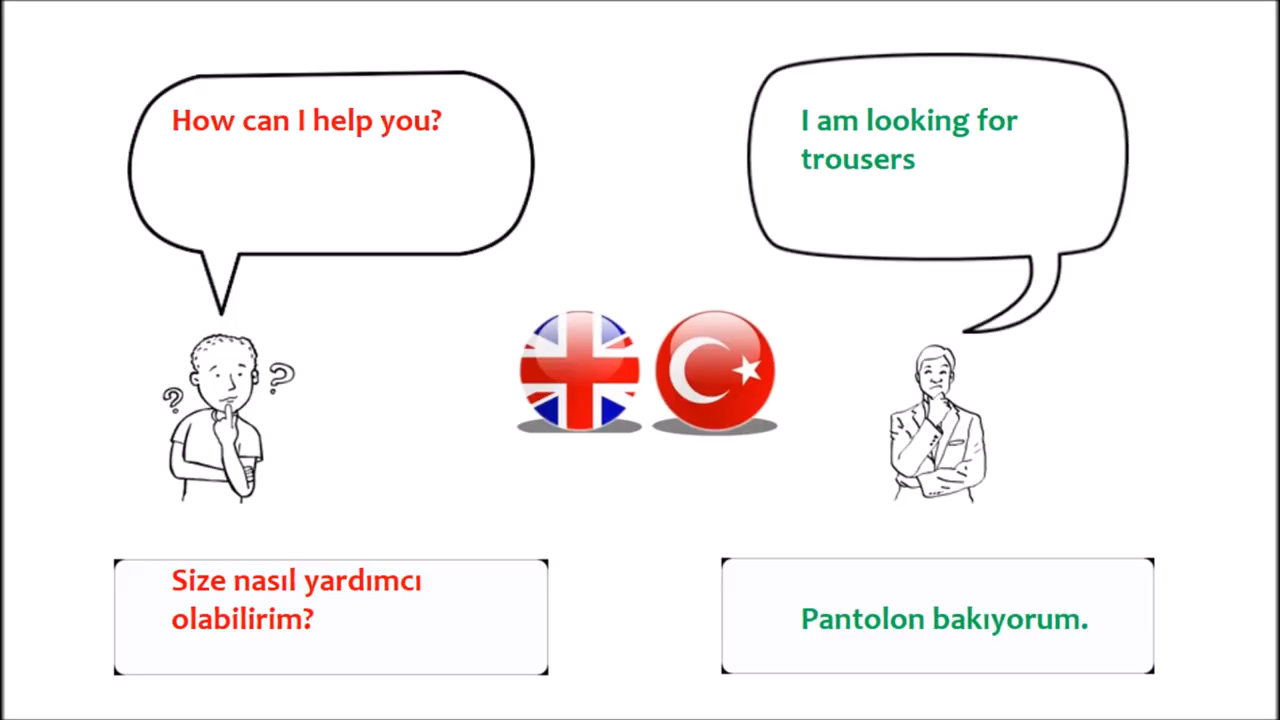 How can I help you?
I am looking for
trousers
Size nasıl yardımcı
olabilirim?
Pantolon bakıyorum.